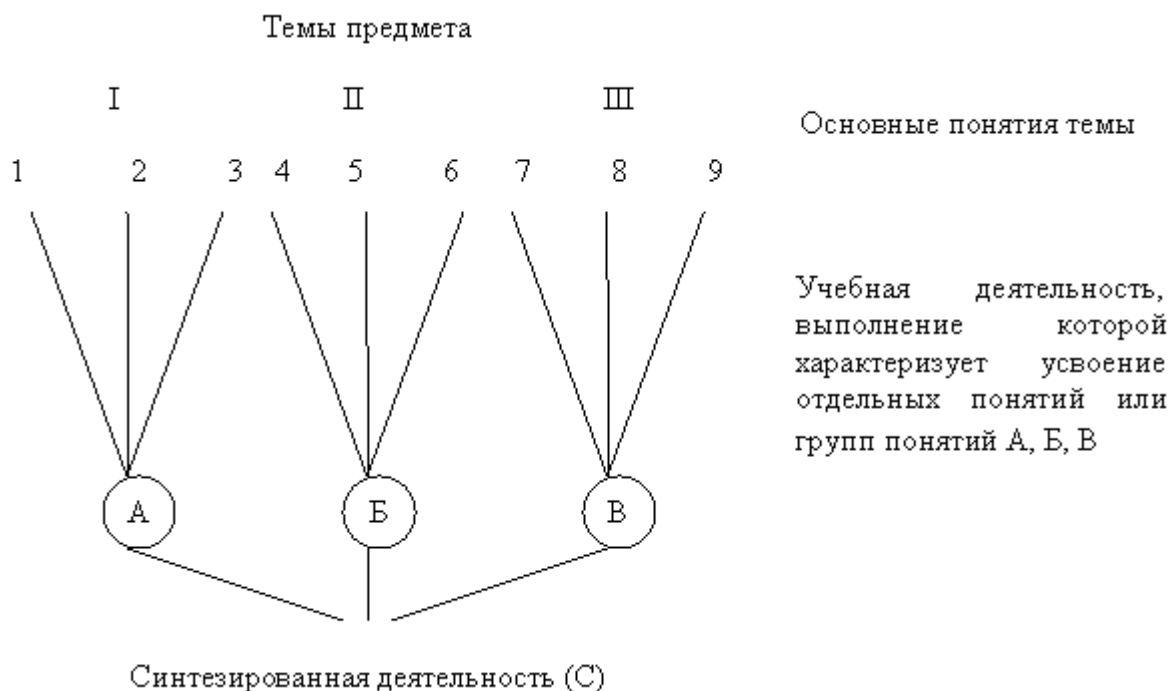 Темы предмета
I II III
Основные понятия темы
1 2 3 4 5 6 7 8 9
Учебная деятельность,
выполнение которой
характеризует усвоение
отдельных понятий или
групп понятий А, Б, В
А Б В
Синтезированная деятельность (С)